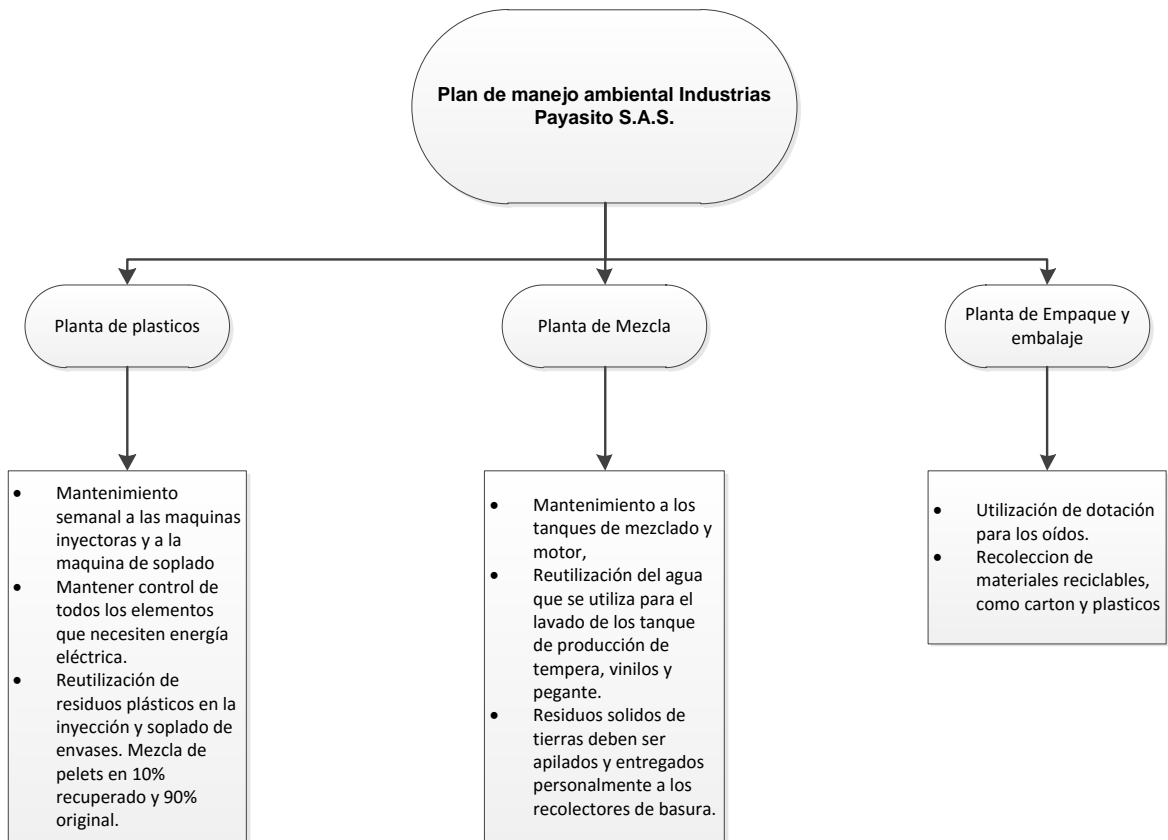 Plan de manejo ambiental Industrias
Payasito S.A.S.
Planta de plasticos
Planta de Mezcla
Planta de Empaque y
embalaje
• Mantenimiento
semanal a las maquinas
inyectoras y a la
maquina de soplado
• Mantener control de
todos los elementos
que necesiten energía
eléctrica.
• Reutilización de
residuos plásticos en la
inyección y soplado de
envases. Mezcla de
pelets en 10%
recuperado y 90%
original.
• Mantenimiento a los
tanques de mezclado y
motor,
• Reutilización del agua
que se utiliza para el
lavado de los tanque
de producción de
tempera, vinilos y
pegante.
• Residuos solidos de
tierras deben ser
apilados y entregados
personalmente a los
recolectores de basura.
• Utilización de dotación
para los oídos.
• Recoleccion de
materiales reciclables,
como carton y plasticos